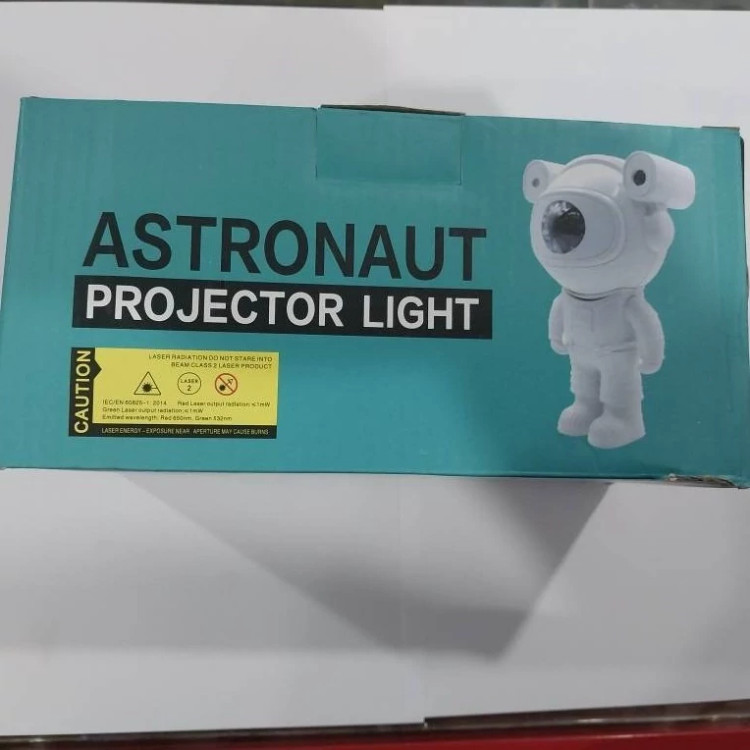 ASTRONAUT
PROJECTOR LIGHT
CAUTION
LASER RADIATION DO NOT STARE INTO
BEAM CLASS 2 LASER PRODUCT
LASER
2
IEC/EN 60825-1: 2014 Red Laser output radiation: ≤1mW
Green Laser output radiation: ≤1mW
Emitted wavelength: Red 650nm, Green 532nm
LASER ENERGY - EXPOSURE NEAR APERTURE MAY CAUSE BURNS